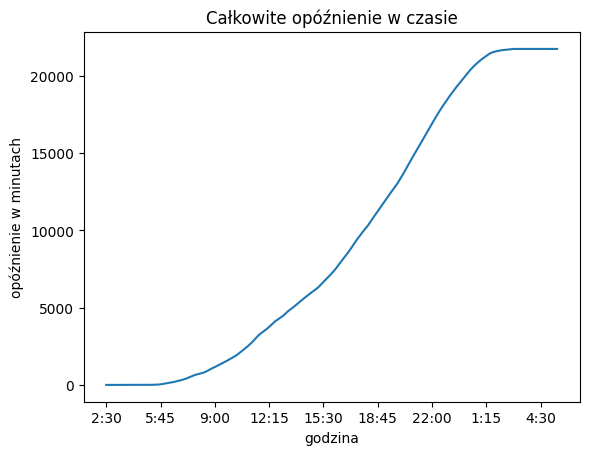 Całkowite opóźnienie w czasie
opóźnienie w minutach
20000
15000
10000
5000
0
2:30 5:45 9:00 12:15 15:30 18:45 22:00 1:15 4:30
godzina